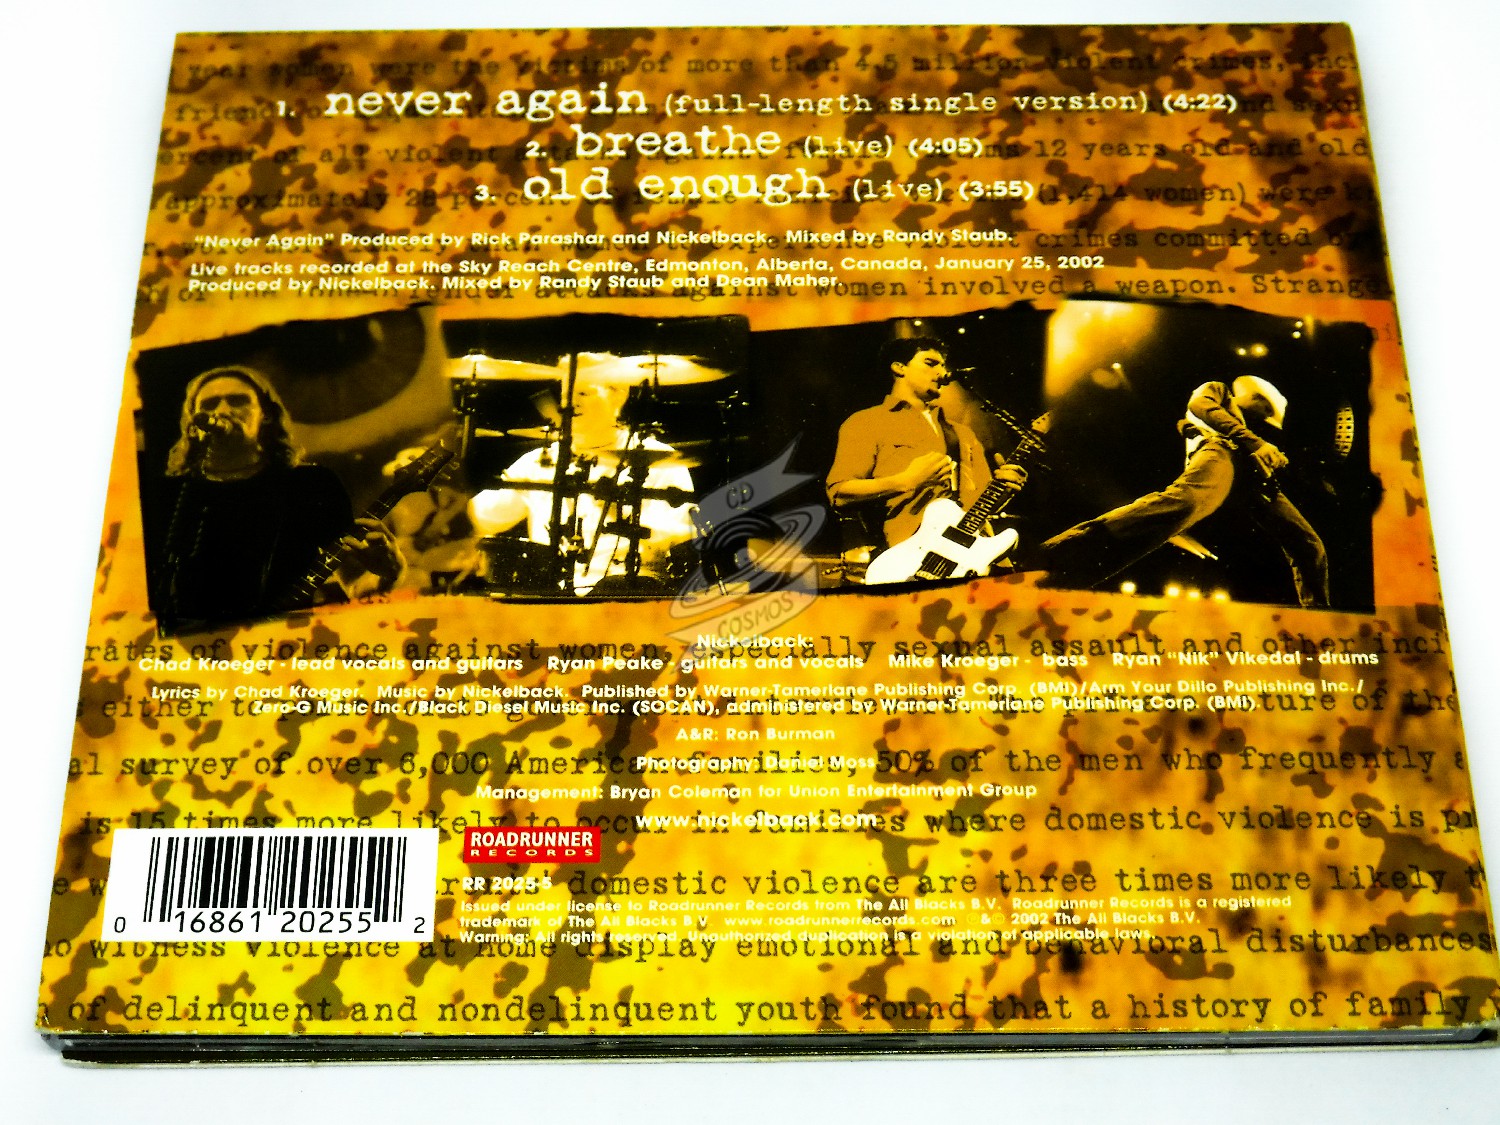 year women were the victims of more than 4.5 million violent crimes, inci
1. never again (full-length single version) (4:22)
2. breathe (live) (4:05)
3. old enough (live) (3:55)
"Never Again" Produced by Rick Parashar and Nickelback. Mixed by Randy Staub.
Live tracks recorded at the Sky Reach Centre, Edmonton, Alberta, Canada, January 25, 2002
Produced by Nickelback. Mixed by Randy Staub and Dean Maher.
attacks against women involved a weapon. Strange
CD
COSMOS
Nickelback:
rates of violence against women, especially sexual assault and other inci
Chad Kroeger - lead vocals and guitars Ryan Peake - guitars and vocals Mike Kroeger - bass Ryan "Nik" Vikedal - drums
Lyrics by Chad Kroeger. Music by Nickelback. Published by Warner-Tamerlane Publishing Corp. (BMI)/Arm Your Dillo Publishing Inc./
Zero-G Music Inc./Black Diesel Music Inc. (SOCAN), administered by Warner-Tamerlane Publishing Corp. (BMI).
A&R: Ron Burman
al survey of over 6,000 American families, 50% of the men who frequently
Photography: Daniel Moss
Management: Bryan Coleman for Union Entertainment Group
is 15 times more likely to occur in families where domestic violence is
www.nickelback.com
ROADRUNNER
RECORDS
domestic violence are three times more likely
RR 2025-5
Issued under license to Roadrunner Records from The All Blacks B.V. Roadrunner Records is a registered
trademark of The All Blacks B.V. www.roadrunnerrecords.com ℗&© 2002 The All Blacks B.V.
Warning: All rights reserved. Unauthorized duplication is a violation of applicable laws.
0 16861 20255 2
witness violence at home display emotional and behavioral disturbances
of delinquent and nondelinquent youth found that a history of family